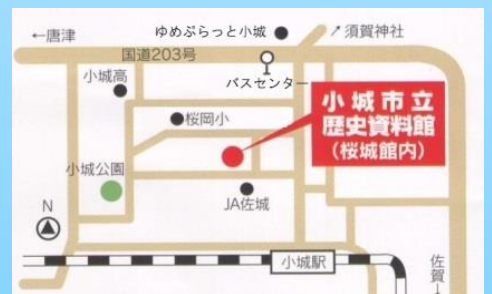 ゆめぷらっと小城
↗須賀神社
←唐津
国道203号
小城高
バスセンター
小城市立
歴史資料館
(桜城館内)
桜岡小
小城公園
JA佐城
N
小城駅
佐賀↓